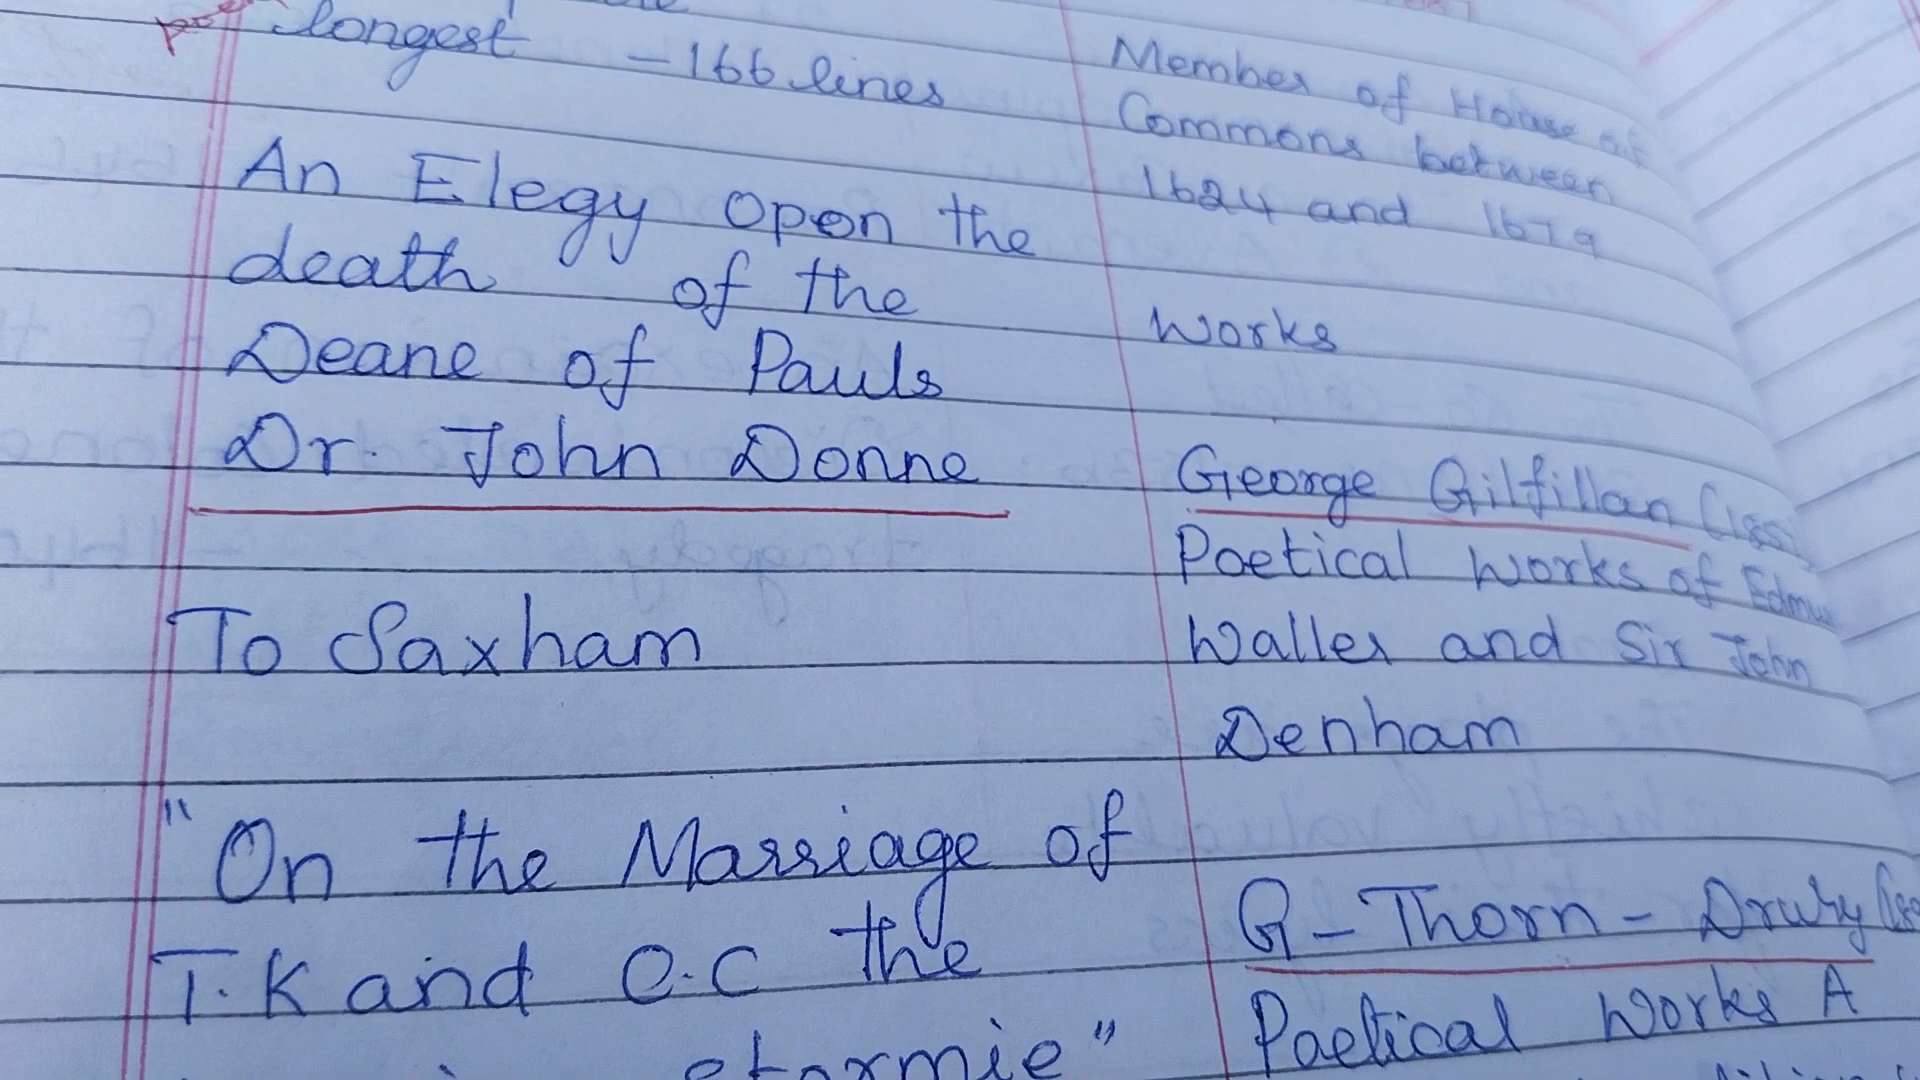 longest - 166 lines
An Elegy Opon the
death of the
Deane of Pauls
Dr. John Donne
To Saxham
"On the Marriage of
T.K and C.C the
stormie"
Member of House of
Commons between
1624 and 1679
Works
George Gilfillan
Poetical Works of
Waller and Sir John
Denham
G - Thorn - Drury
Poetical Works A